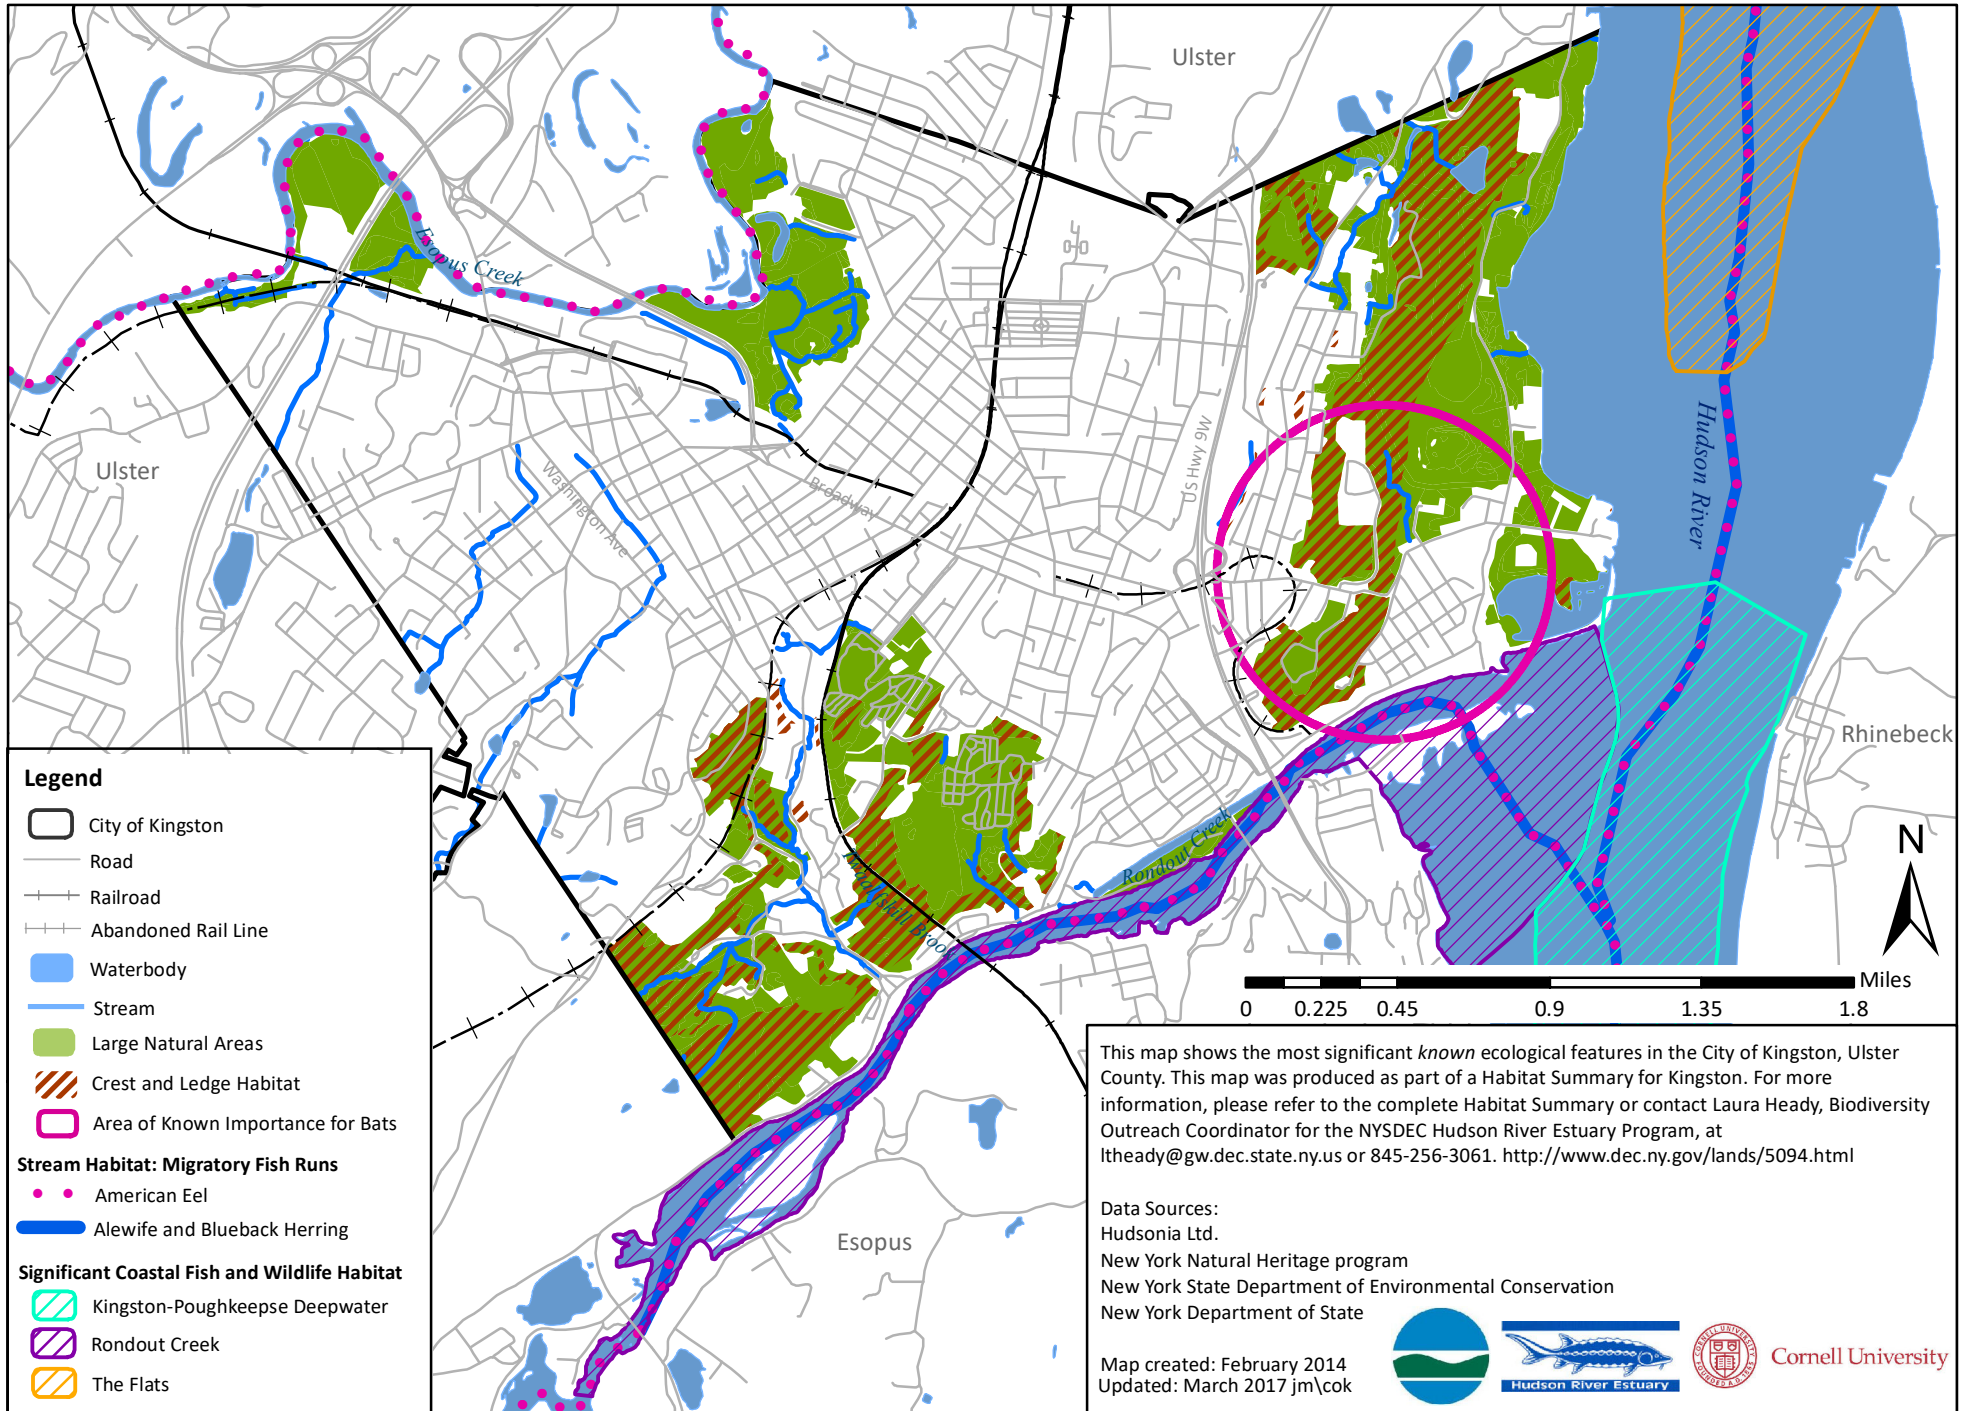 Ulster
Esopus Creek
Ulster
Washington Ave
Broadway
US Hwy 9W
Hudson River
Rhinebeck
Twaalfskill Brook
Rondout Creek
Esopus
N
Miles
0 0.225 0.45 0.9 1.35 1.8
Legend
City of Kingston
Road
Railroad
Abandoned Rail Line
Waterbody
Stream
Large Natural Areas
Crest and Ledge Habitat
Area of Known Importance for Bats
Stream Habitat: Migratory Fish Runs
American Eel
Alewife and Blueback Herring
Significant Coastal Fish and Wildlife Habitat
Kingston-Poughkeepse Deepwater
Rondout Creek
The Flats
This map shows the most significant known ecological features in the City of Kingston, Ulster
County. This map was produced as part of a Habitat Summary for Kingston. For more
information, please refer to the complete Habitat Summary or contact Laura Heady, Biodiversity
Outreach Coordinator for the NYSDEC Hudson River Estuary Program, at
ltheady@gw.dec.state.ny.us or 845-256-3061. http://www.dec.ny.gov/lands/5094.html
Data Sources:
Hudsonia Ltd.
New York Natural Heritage program
New York State Department of Environmental Conservation
New York Department of State
Map created: February 2014
Updated: March 2017 jm\cok
Hudson River Estuary
CORNELL UNIVERSITY
FOUNDED A.D. 1865
Cornell University